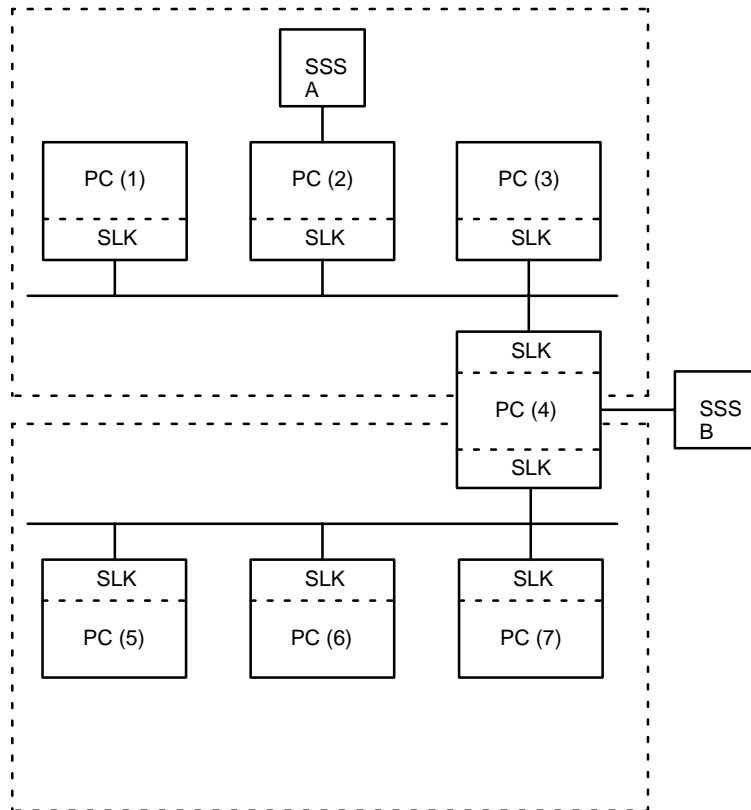 SSS
A
PC (1)
PC (2)
PC (3)
SLK
SLK
SLK
SLK
PC (4)
SLK
SSS
B
SLK
SLK
SLK
PC (5)
PC (6)
PC (7)